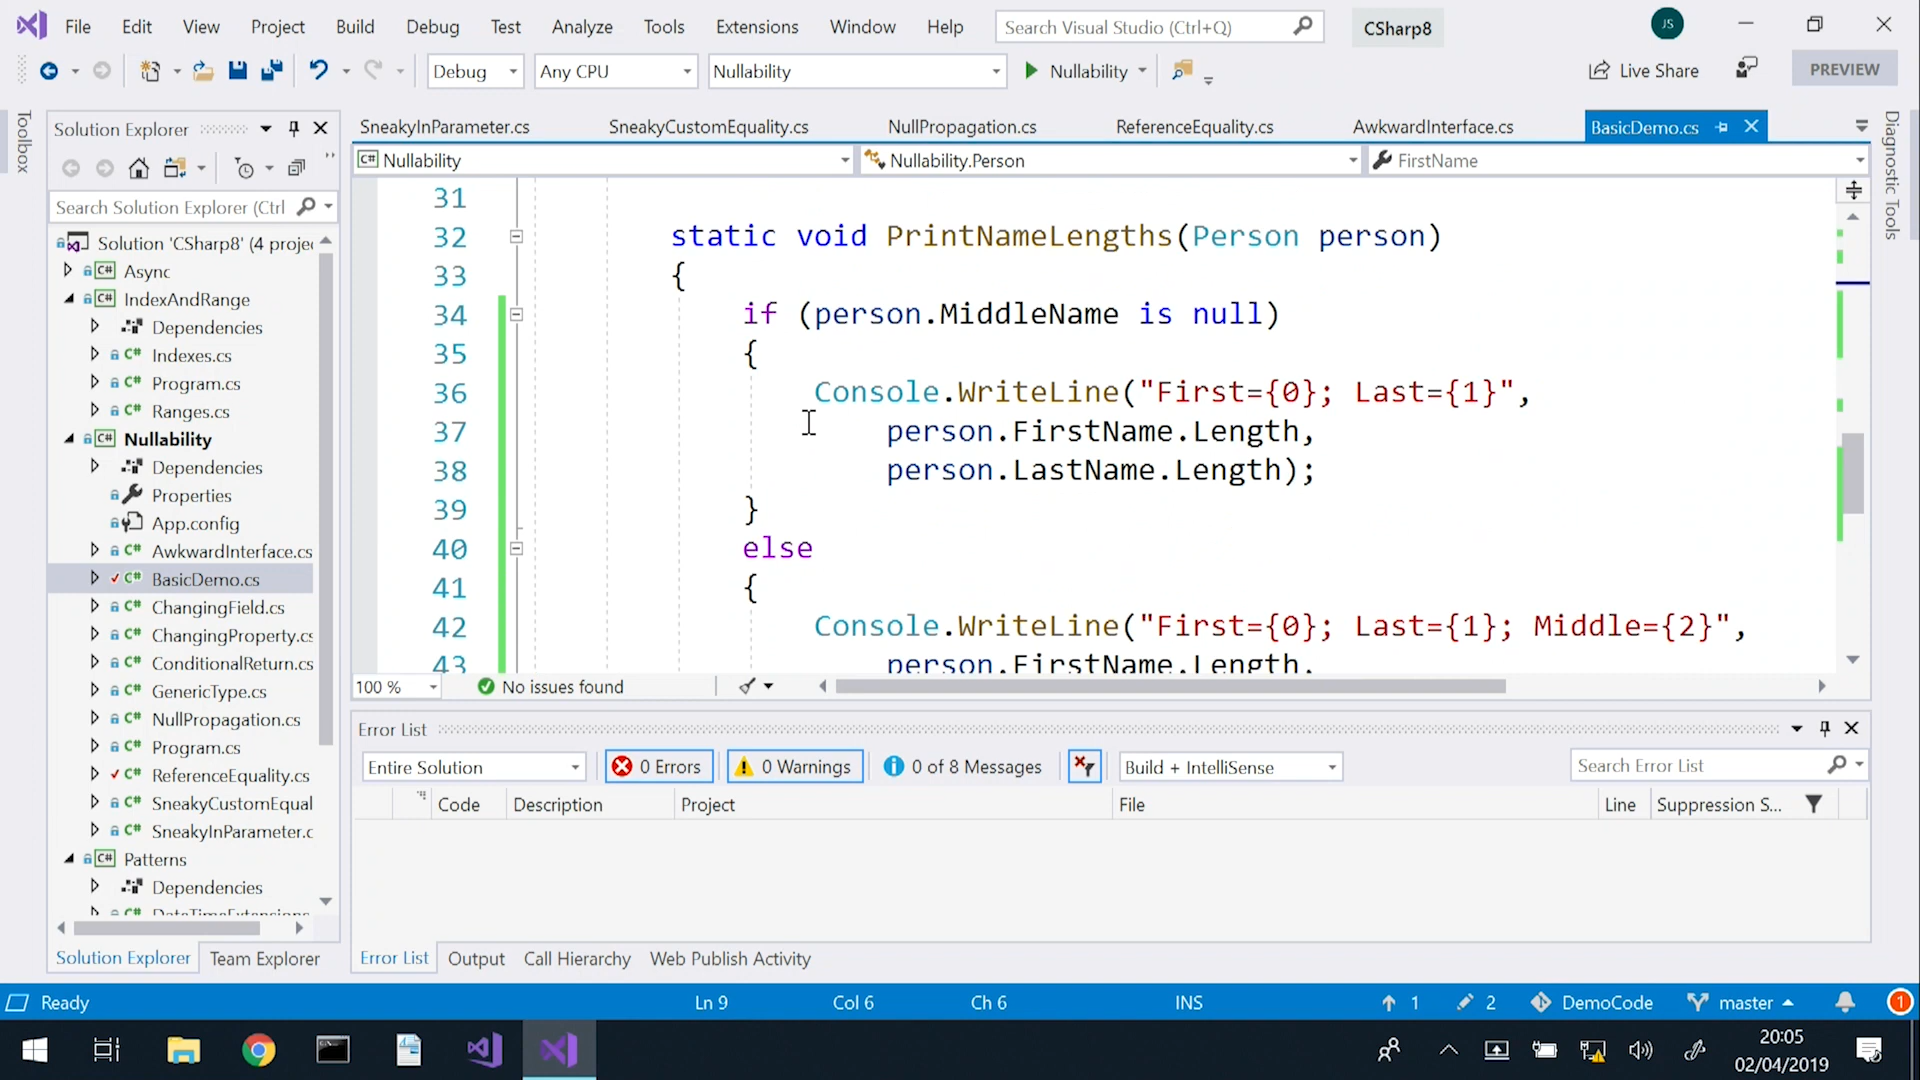 File Edit View Project Build Debug Test Analyze Tools Extensions Window Help Search Visual Studio (Ctrl+Q) CSharp8 JS
Debug Any CPU Nullability Nullability Live Share PREVIEW
Toolbox
Solution Explorer
Search Solution Explorer (Ctrl
Solution 'CSharp8' (4 proje
Async
IndexAndRange
Dependencies
Indexes.cs
Program.cs
Ranges.cs
Nullability
Dependencies
Properties
App.config
AwkwardInterface.cs
BasicDemo.cs
ChangingField.cs
ChangingProperty.cs
ConditionalReturn.cs
GenericType.cs
NullPropagation.cs
Program.cs
ReferenceEquality.cs
SneakyCustomEqual
SneakyInParameter.c
Patterns
Dependencies
DateTimeExtensions
Solution Explorer Team Explorer
SneakyInParameter.cs SneakyCustomEquality.cs NullPropagation.cs ReferenceEquality.cs AwkwardInterface.cs BasicDemo.cs
Nullability Nullability.Person FirstName
31
32 static void PrintNameLengths(Person person)
33 {
34 if (person.MiddleName is null)
35 {
36 Console.WriteLine("First={0}; Last={1}",
37 person.FirstName.Length,
38 person.LastName.Length);
39 }
40 else
41 {
42 Console.WriteLine("First={0}; Last={1}; Middle={2}",
43 person.FirstName.Length,
100 % No issues found
Diagnostic Tools
Error List
Entire Solution 0 Errors 0 Warnings 0 of 8 Messages Build + IntelliSense Search Error List
Code Description Project File Line Suppression S...
Error List Output Call Hierarchy Web Publish Activity
Ready Ln 9 Col 6 Ch 6 INS 1 2 DemoCode master 1
20:05
02/04/2019